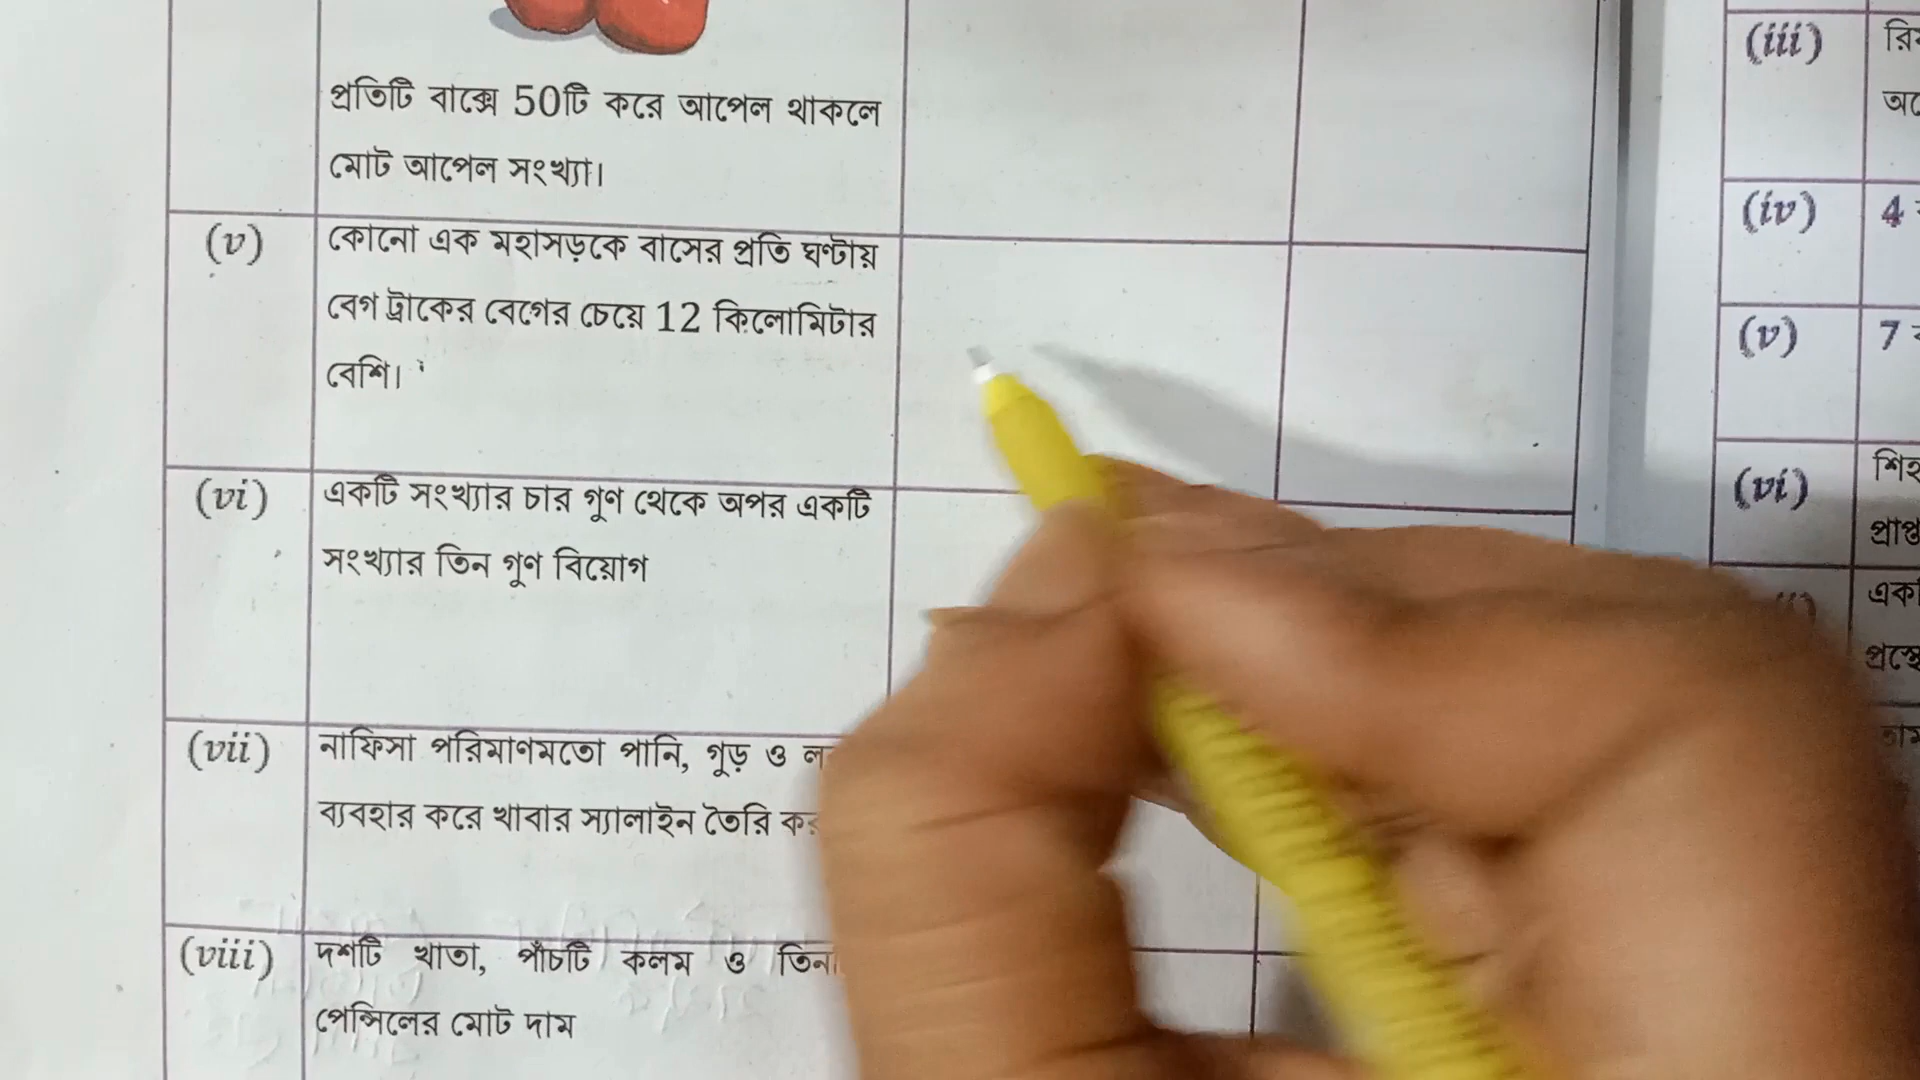 প্রতিটি বাক্সে 50টি করে আপেল থাকলে
মোট আপেল সংখ্যা।
(v) কোনো এক মহাসড়কে বাসের প্রতি ঘণ্টায়
বেগ ট্রাকের বেগের চেয়ে 12 কিলোমিটার
বেশি।
(vi) একটি সংখ্যার চার গুণ থেকে অপর একটি
সংখ্যার তিন গুণ বিয়োগ
(vii) নাফিসা পরিমাণমতো পানি, গুড় ও
ব্যবহার করে খাবার স্যালাইন তৈরি
(viii) দশটি খাতা, পাঁচটি কলম ও
পেন্সিলের মোট দাম
(iii)
(iv) 4
(v) 7
(vi)